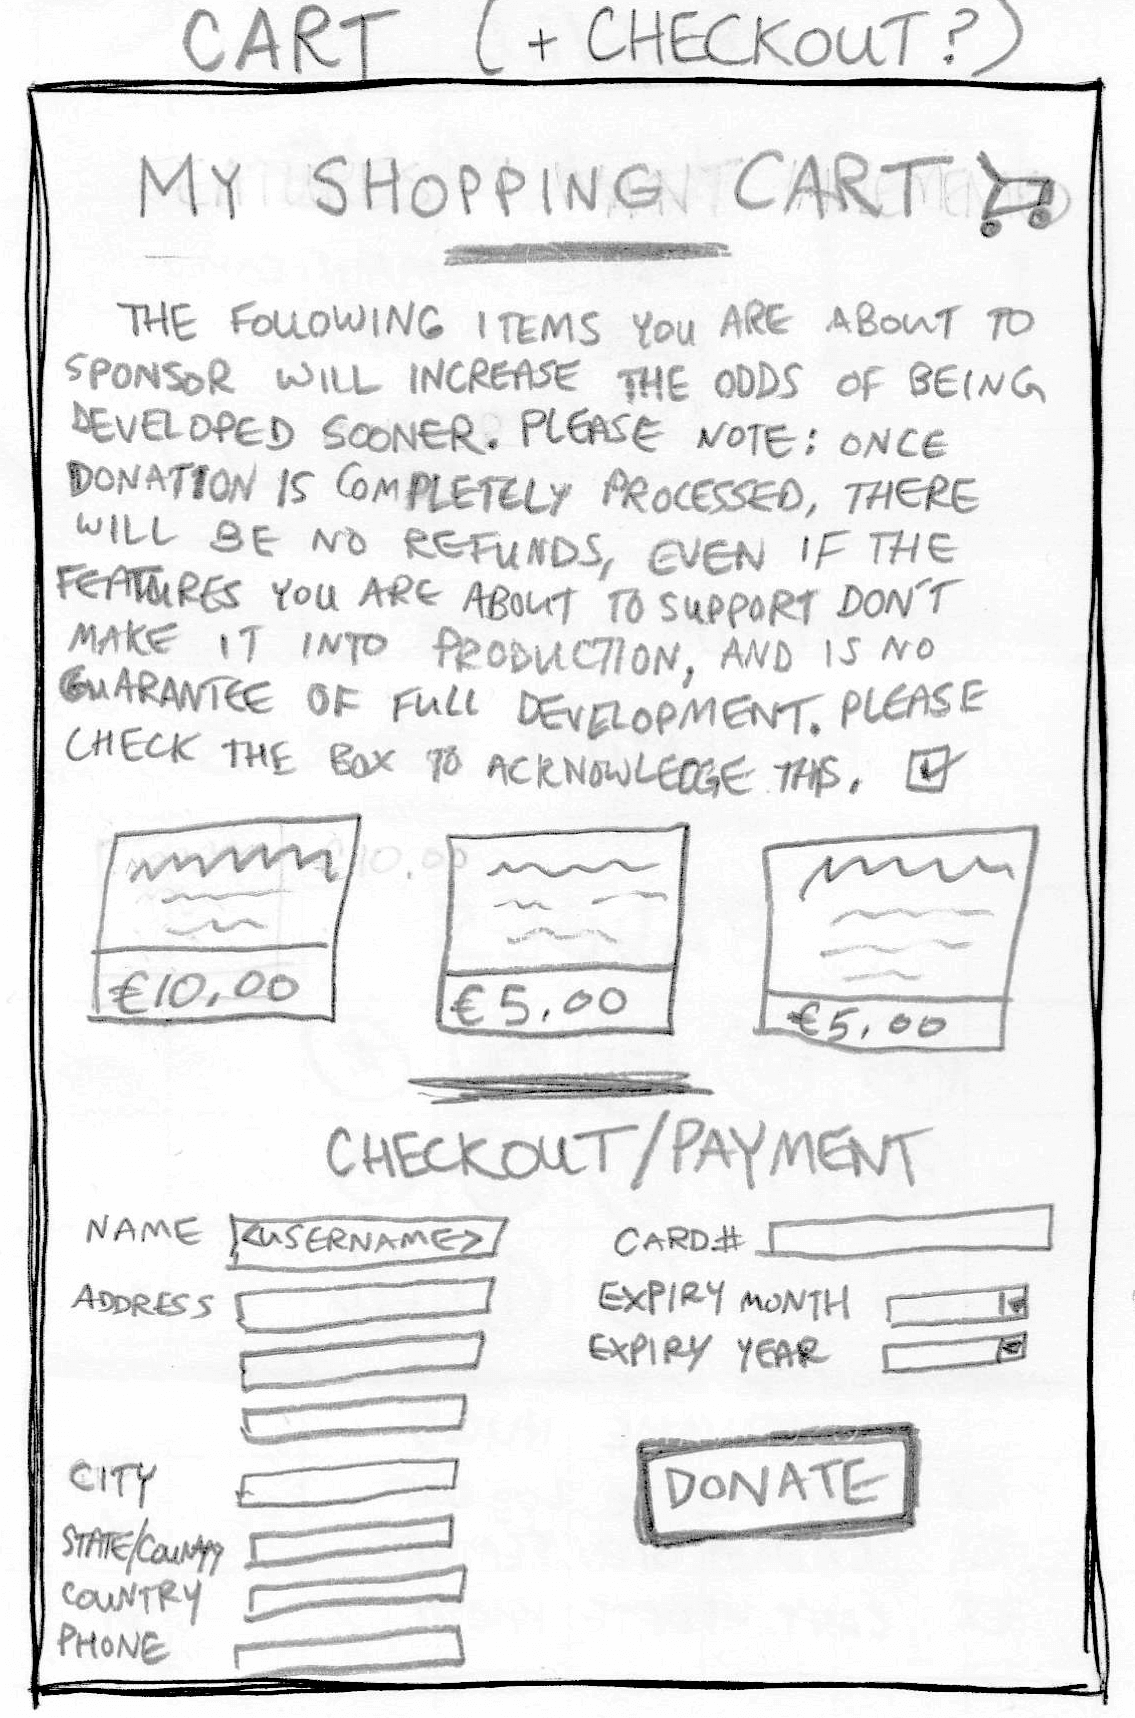 CART (+ CHECKOUT?)
MY SHOPPING CART
THE FOLLOWING ITEMS YOU ARE ABOUT TO
SPONSOR WILL INCREASE THE ODDS OF BEING
DEVELOPED SOONER. PLEASE NOTE: ONCE
DONATION IS COMPLETELY PROCESSED, THERE
WILL BE NO REFUNDS, EVEN IF THE
FEATURES YOU ARE ABOUT TO SUPPORT DON'T
MAKE IT INTO PRODUCTION, AND IS NO
GUARANTEE OF FULL DEVELOPMENT. PLEASE
CHECK THE BOX TO ACKNOWLEDGE THIS.
€10,00
€5,00
€5,00
CHECKOUT/PAYMENT
NAME <USERNAME>
ADDRESS
CITY
STATE/COUNTY
COUNTRY
PHONE
CARD#
EXPIRY MONTH
EXPIRY YEAR
DONATE